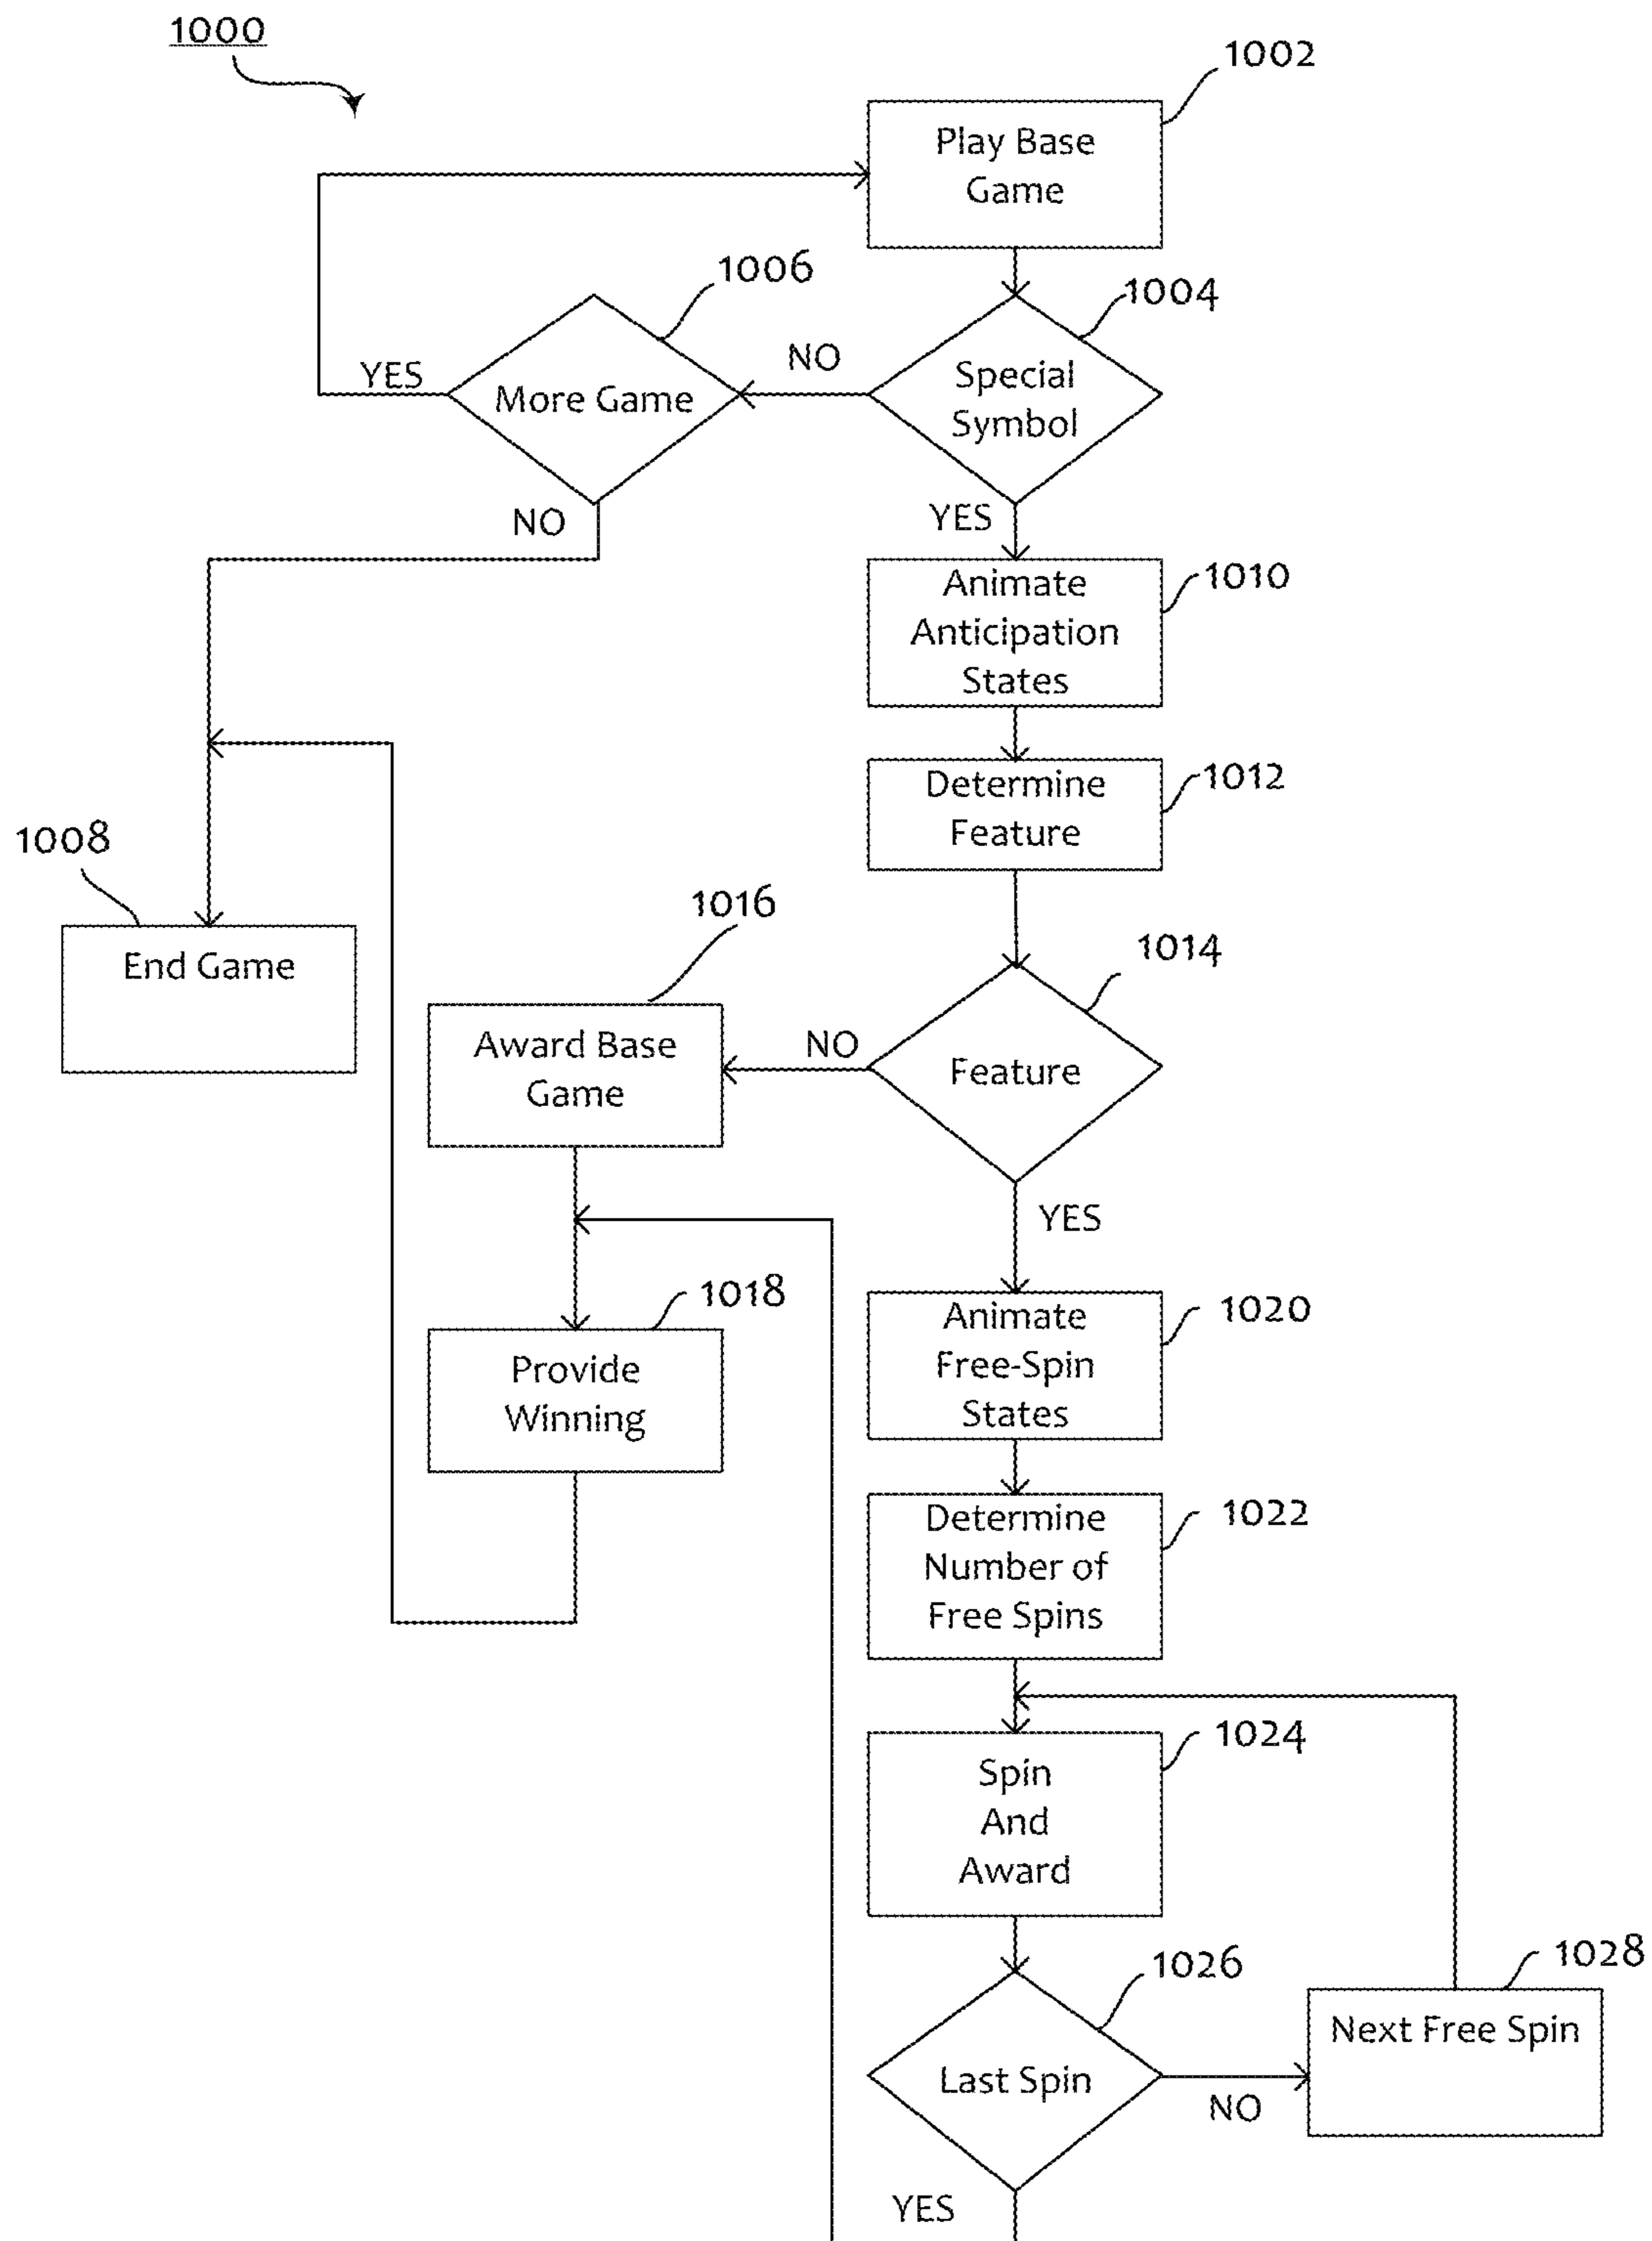 1000
1002
Play Base
Game
1006
1004
NO
YES
More Game
Special
Symbol
NO
YES
1010
Animate
Anticipation
States
1012
Determine
Feature
1008
End Game
1016
1014
Award Base
Game
NO
Feature
YES
1018
Provide
Winning
1020
Animate
Free-Spin
States
1022
Determine
Number of
Free Spins
1024
Spin
And
Award
1026
1028
Next Free Spin
Last Spin
NO
YES